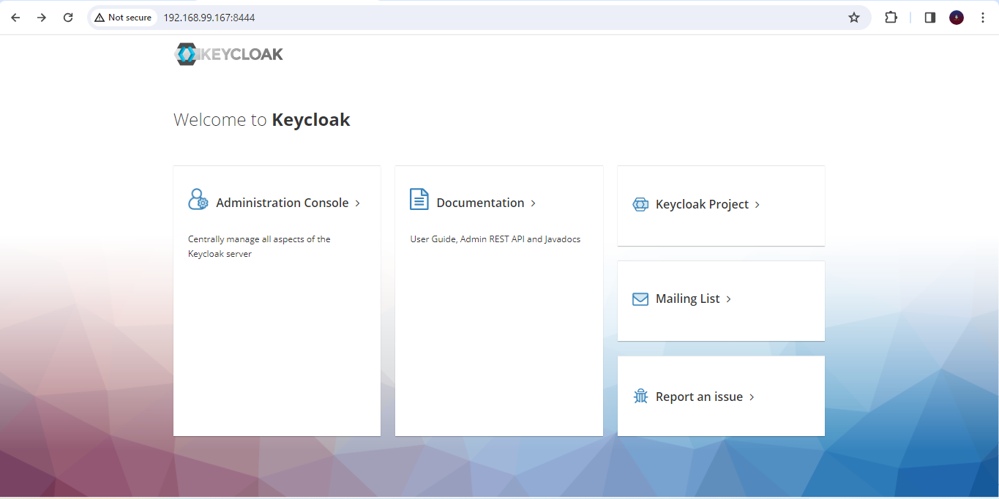 Not secure
192.168.99.167:8444
KEYCLOAK
Welcome to Keycloak
Administration Console
Centrally manage all aspects of the
Keycloak server
Documentation
User Guide, Admin REST API and Javadocs
Keycloak Project
Mailing List
Report an issue